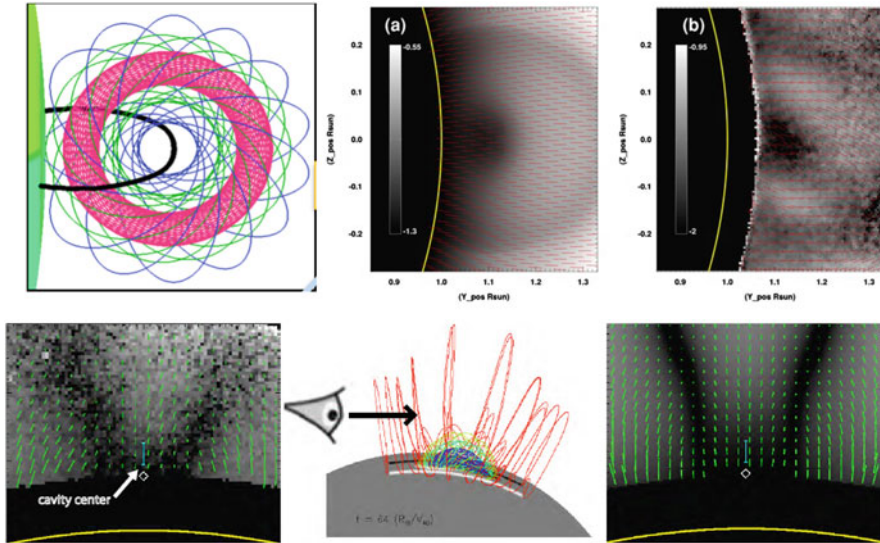 (a)
-0.55
-1.3
0.2
0.1
0.0
-0.1
-0.2
(Z_pos Rsun)
0.9 1.0 1.1 1.2 1.3
(Y_pos Rsun)
(b)
-0.95
-2
0.2
0.1
0.0
-0.1
-0.2
(Z_pos Rsun)
0.9 1.0 1.1 1.2 1.3
(Y_pos Rsun)
cavity center